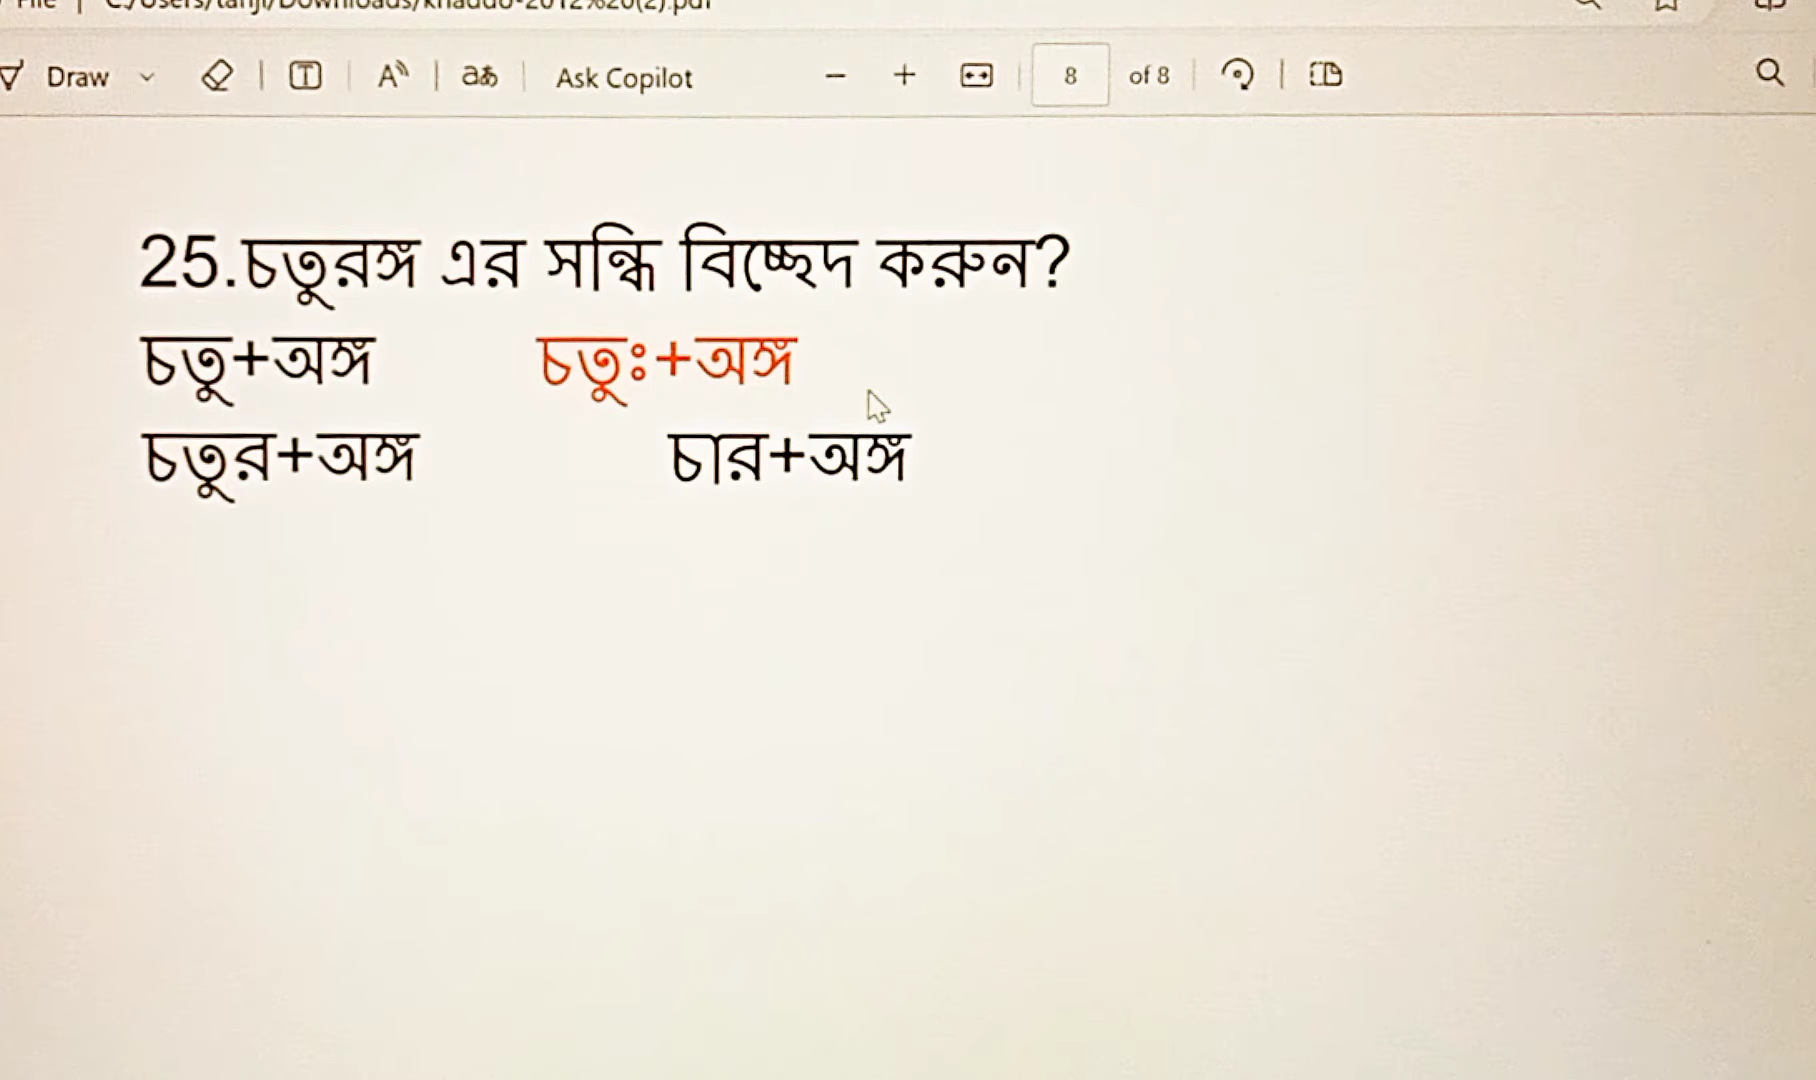 Draw Ask Copilot 8 of 8
25.চতুরঙ্গ এর সন্ধি বিচ্ছেদ করুন?
চতু+অঙ্গ চতুঃ+অঙ্গ
চতুর+অঙ্গ চার+অঙ্গ